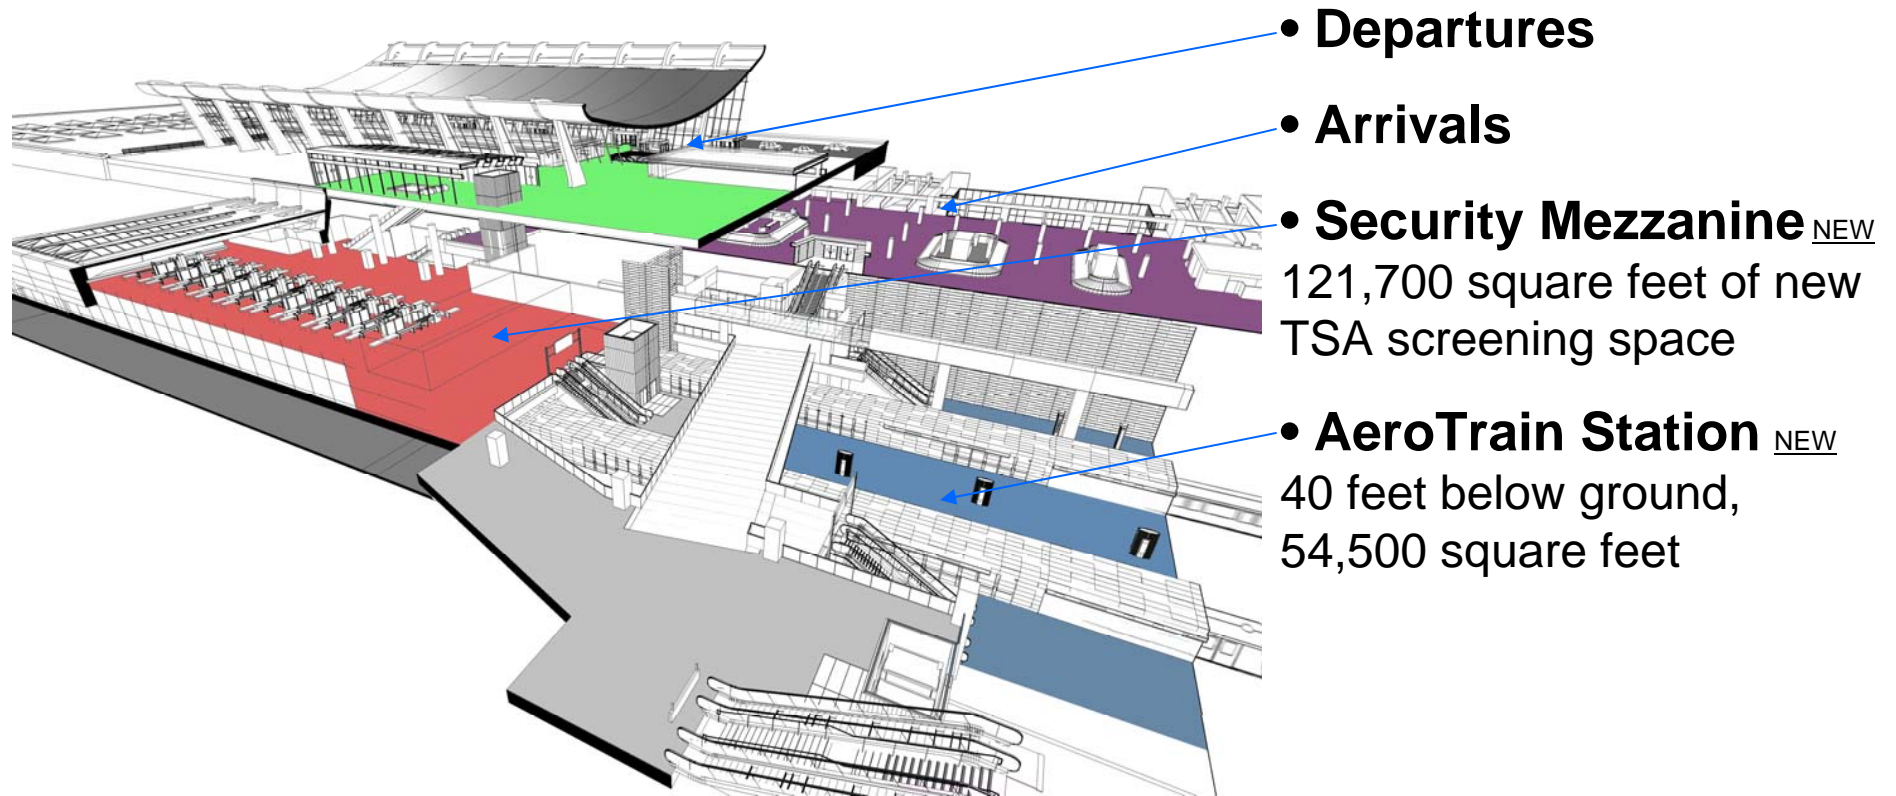 • Departures
• Arrivals
• Security Mezzanine NEW
121,700 square feet of new
TSA screening space
• AeroTrain Station NEW
40 feet below ground,
54,500 square feet